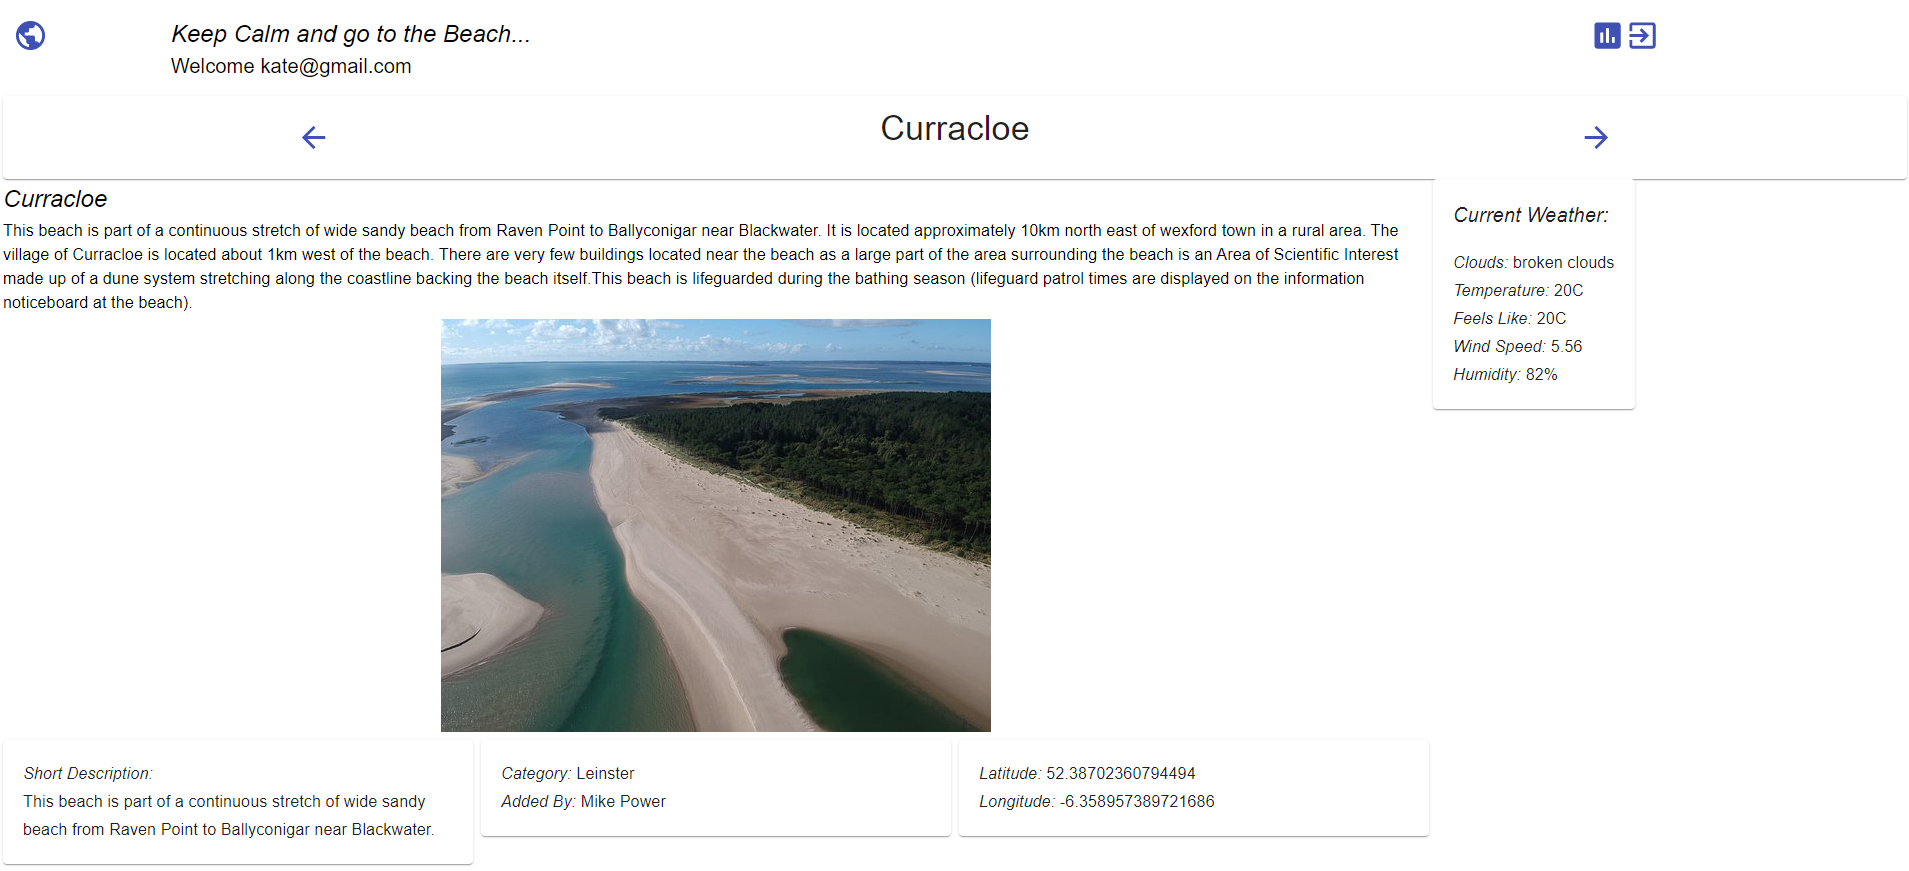 Keep Calm and go to the Beach...
Welcome kate@gmail.com
Curracloe
Curracloe
This beach is part of a continuous stretch of wide sandy beach from Raven Point to Ballyconigar near Blackwater. It is located approximately 10km north east of wexford town in a rural area. The
village of Curracloe is located about 1km west of the beach. There are very few buildings located near the beach as a large part of the area surrounding the beach is an Area of Scientific Interest
made up of a dune system stretching along the coastline backing the beach itself.This beach is lifeguarded during the bathing season (lifeguard patrol times are displayed on the information
noticeboard at the beach).
Current Weather:
Clouds: broken clouds
Temperature: 20C
Feels Like: 20C
Wind Speed: 5.56
Humidity: 82%
Short Description:
This beach is part of a continuous stretch of wide sandy
beach from Raven Point to Ballyconigar near Blackwater.
Category: Leinster
Added By: Mike Power
Latitude: 52.38702360794494
Longitude: -6.358957389721686